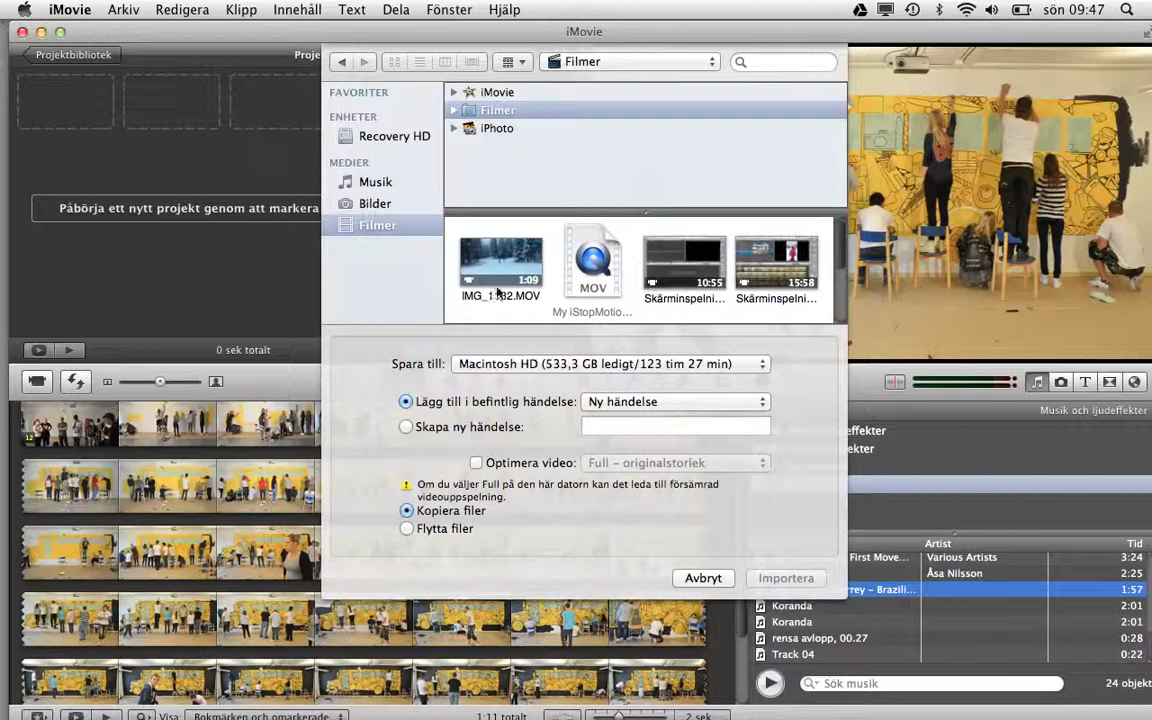 iMovie Arkiv Redigera Klipp Innehåll Text Dela Fönster Hjälp sön 09:47
iMovie
Projektbibliotek
Proje
Filmer
FAVORITER
ENHETER
Recovery HD
MEDIER
Musik
Bilder
Filmer
iMovie
Filmer
iPhoto
1:09
MOV
10:55
15:58
Skärminspelni...
Skärminspelni...
My iStopMotio...
Påbörja ett nytt projekt genom att markera
0 sek totalt
Spara till: Macintosh HD (533,3 GB ledigt/123 tim 27 min)
Lägg till i befintlig händelse: Ny händelse
Skapa ny händelse:
Optimera video: Full – originalstorlek
Om du väljer Full på den här datorn kan det leda till försämrad
videouppspelning.
Kopiera filer
Flytta filer
Avbryt Importera
12
Musik och ljudeffekter
effekter
kter
Artist Tid
First Move... Various Artists 3:24
Åsa Nilsson 2:25
rrey – Brazili... 1:57
Koranda 2:01
Koranda 2:01
rensa avlopp, 00.27 0:28
Track 04 0:22
Sök musik 24 objekt
Visa: Bokmärken och omarkerade 1:11 totalt 2 sek